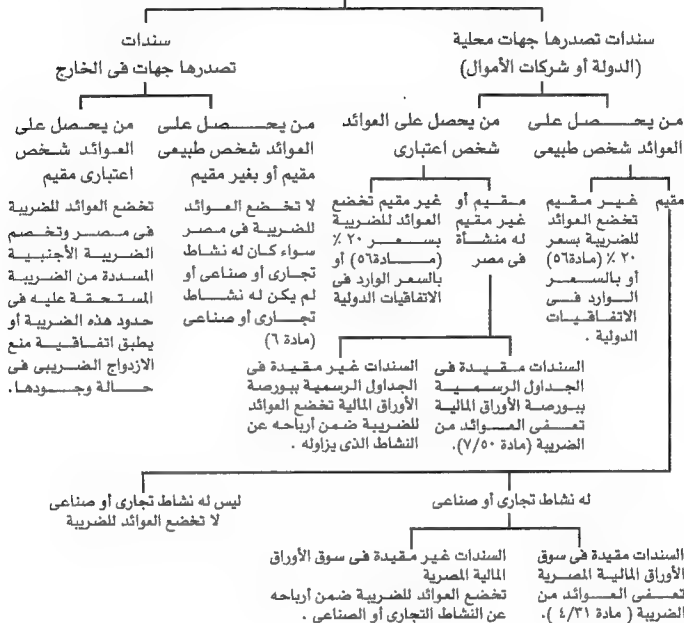 سندات تصدرها جهات محلية
(الدولة أو شركات الأموال)
سندات
تصدرها جهات فى الخارج
من يحصل على
العوائد شخص طبيعى
من يحصل على العوائد
شخص اعتبارى
من يحصل على
العوائد شخص طبيعى
مقيم أو بغير مقيم
من يحصل على
العوائد شخص
اعتبارى مقيم
مقيم
غير مقيم
تخضع العوائد
للضريبة بسعر
٢٠ ٪ (مادة٥٦)
أو بالسعر
الوارد فى
الاتفاقيات
الدولية .
مقيم أو
غير مقيم
له منشأة
فى مصر
غير مقيم تخضع
العوائد للضريبة
بسعر ٢٠ ٪
(مادة٥٦) أو
بالسعر الوارد فى
الاتفاقيات الدولية
لا تخضع العوائد
للضريبة فى مصر
سواء كان له نشاط
تجارى أو صناعى أو
لم يكن له نشاط
تجارى أو صناعى
(مادة ٦)
تخضع العوائد للضريبة
فى مصر وتخصم
الضريبة الأجنبية
المسددة من الضريبة
المستحقة عليه فى
حدود هذه الضريبة أو
يطبق اتفاقية منع
الازدواج الضريبى فى
حالة وجودها.
السندات مقيدة فى
الجداول الرسمية
ببورصة الأوراق المالية
تعفى العوائد من
الضريبة (مادة ٧/٥٠).
السندات غير مقيدة فى
الجداول الرسمية ببورصة
الأوراق المالية تخضع العوائد
للضريبة ضمن أرباحه عن
النشاط الذى يزاوله .
له نشاط تجارى أو صناعى
ليس له نشاط تجارى أو صناعى
لا تخضع العوائد للضريبة
السندات مقيدة فى سوق
الأوراق المالية المصرية
تعفى العوائد من
الضريبة ( مادة ٤/٣١ ).
السندات غير مقيدة فى سوق الأوراق
المالية المصرية
تخضع العوائد للضريبة ضمن أرباحه
عن النشاط التجارى أو الصناعى .